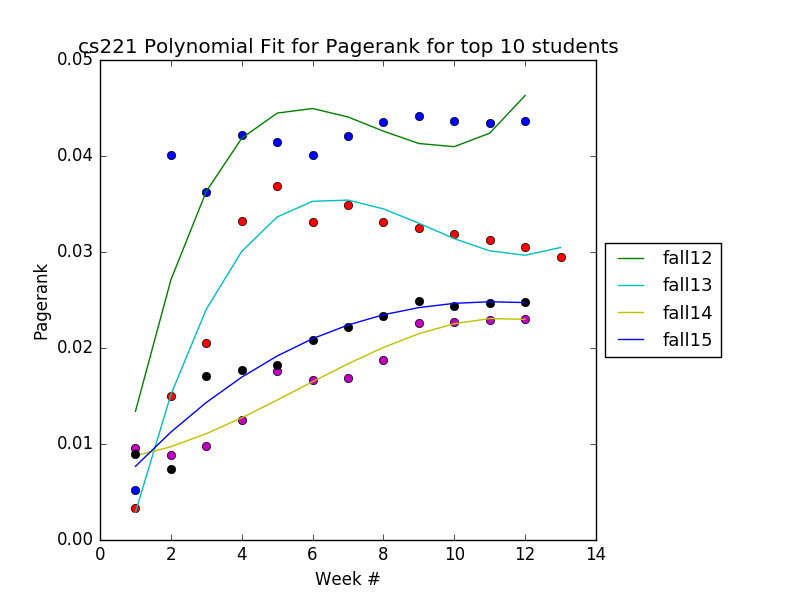 cs221 Polynomial Fit for Pagerank for top 10 students
0.05
0.04
0.03
0.02
0.01
0.00
Pagerank
0 2 4 6 8 10 12 14
Week #
fall12
fall13
fall14
fall15